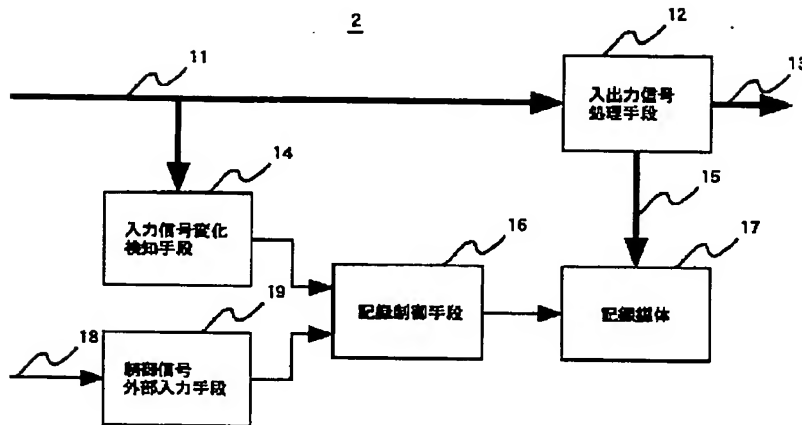 2
11
12
入出力信号
処理手段
13
14
入力信号変化
検知手段
15
16
記録制御手段
17
記録媒体
18
19
制御信号
外部入力手段